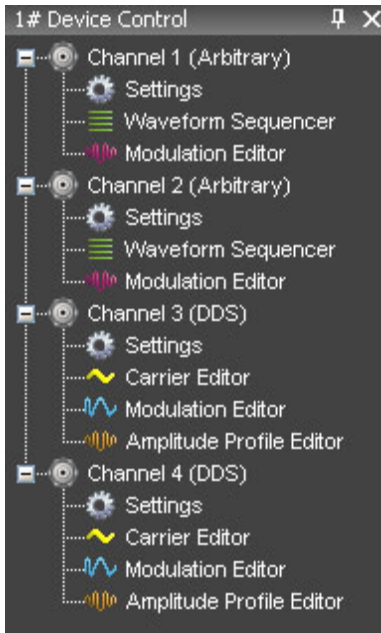 1# Device Control
Channel 1 (Arbitrary)
Settings
Waveform Sequencer
Modulation Editor
Channel 2 (Arbitrary)
Settings
Waveform Sequencer
Modulation Editor
Channel 3 (DDS)
Settings
Carrier Editor
Modulation Editor
Amplitude Profile Editor
Channel 4 (DDS)
Settings
Carrier Editor
Modulation Editor
Amplitude Profile Editor